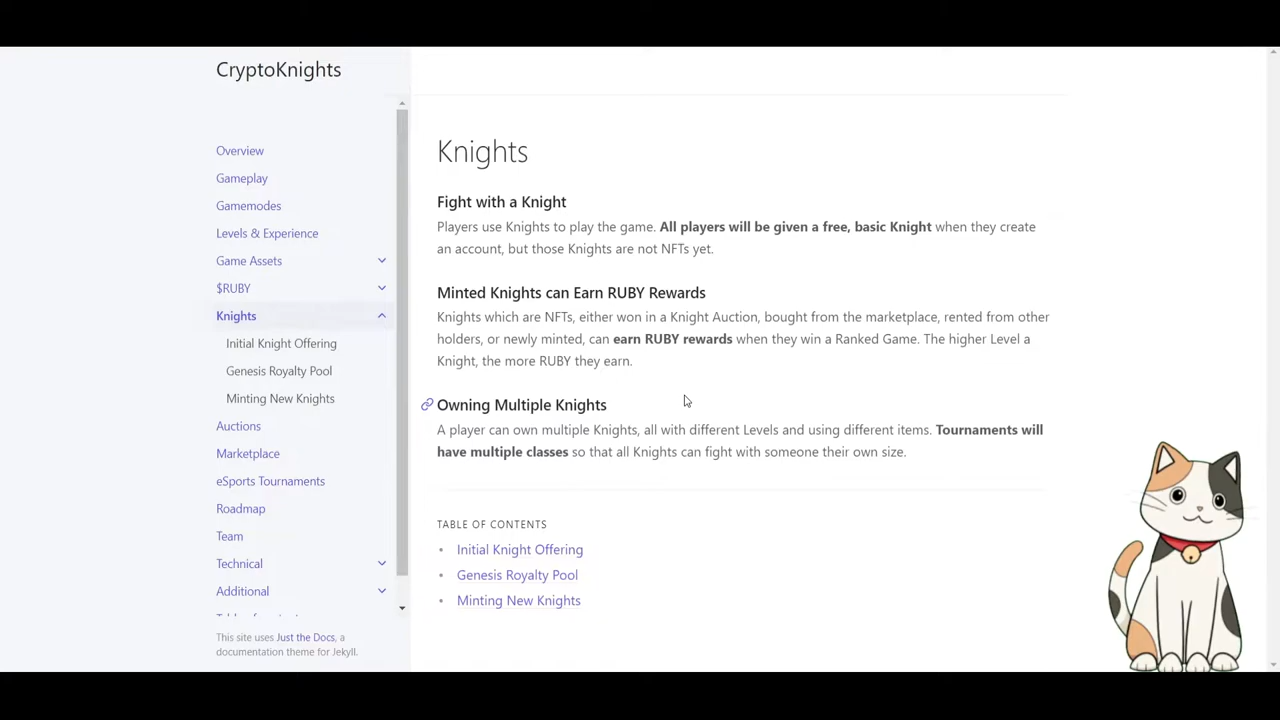 CryptoKnights
Overview
Gameplay
Gamemodes
Levels & Experience
Game Assets
$RUBY
Knights
Initial Knight Offering
Genesis Royalty Pool
Minting New Knights
Auctions
Marketplace
eSports Tournaments
Roadmap
Team
Technical
Additional
This site uses Just the Docs, a
documentation theme for Jekyll.
Knights
Fight with a Knight
Players use Knights to play the game. All players will be given a free, basic Knight when they create
an account, but those Knights are not NFTs yet.
Minted Knights can Earn RUBY Rewards
Knights which are NFTs, either won in a Knight Auction, bought from the marketplace, rented from other
holders, or newly minted, can earn RUBY rewards when they win a Ranked Game. The higher Level a
Knight, the more RUBY they earn.
Owning Multiple Knights
A player can own multiple Knights, all with different Levels and using different items. Tournaments will
have multiple classes so that all Knights can fight with someone their own size.
TABLE OF CONTENTS
• Initial Knight Offering
• Genesis Royalty Pool
• Minting New Knights